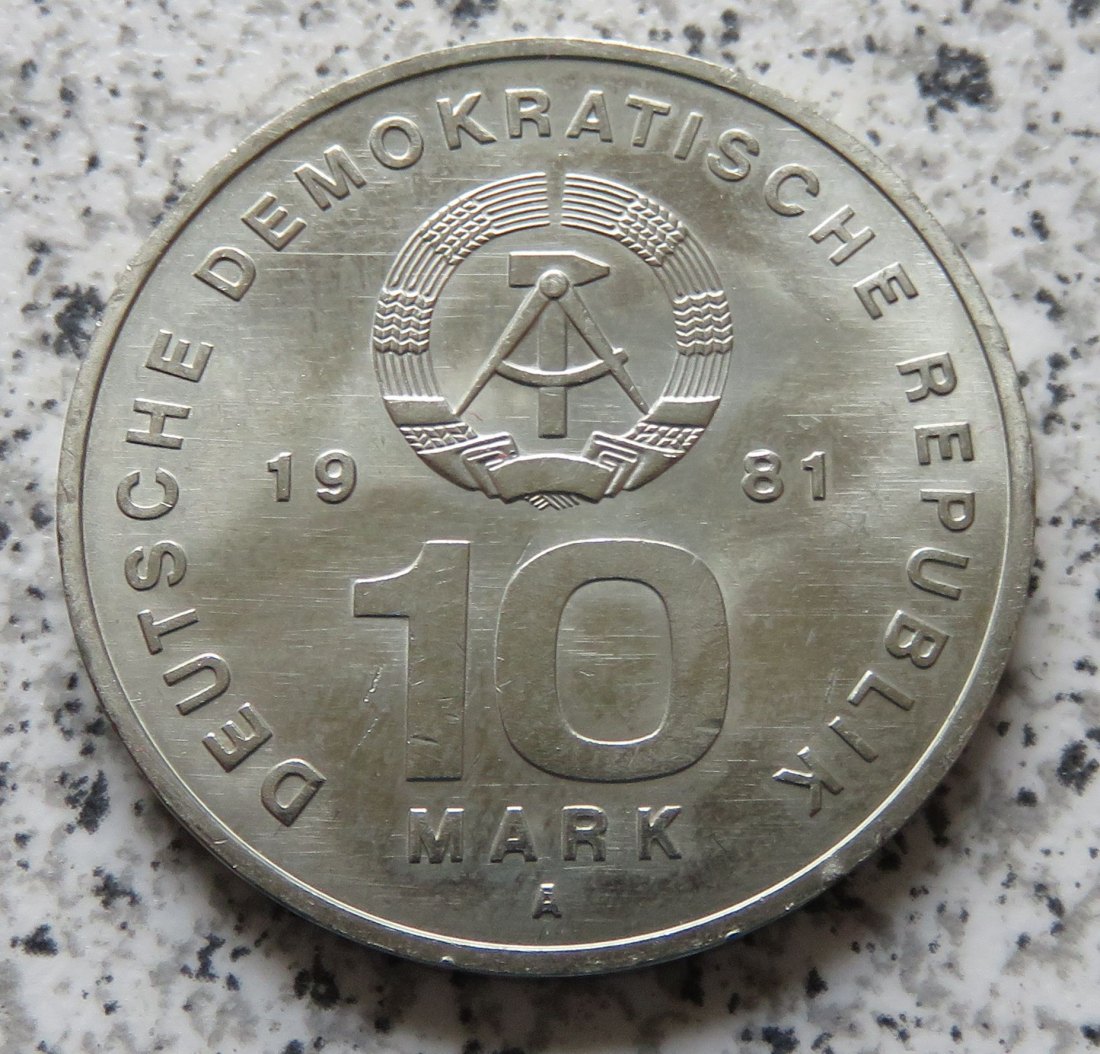 DEUTSCHE DEMOKRATISCHE REPUBLIK
19 81
10
MARK
A